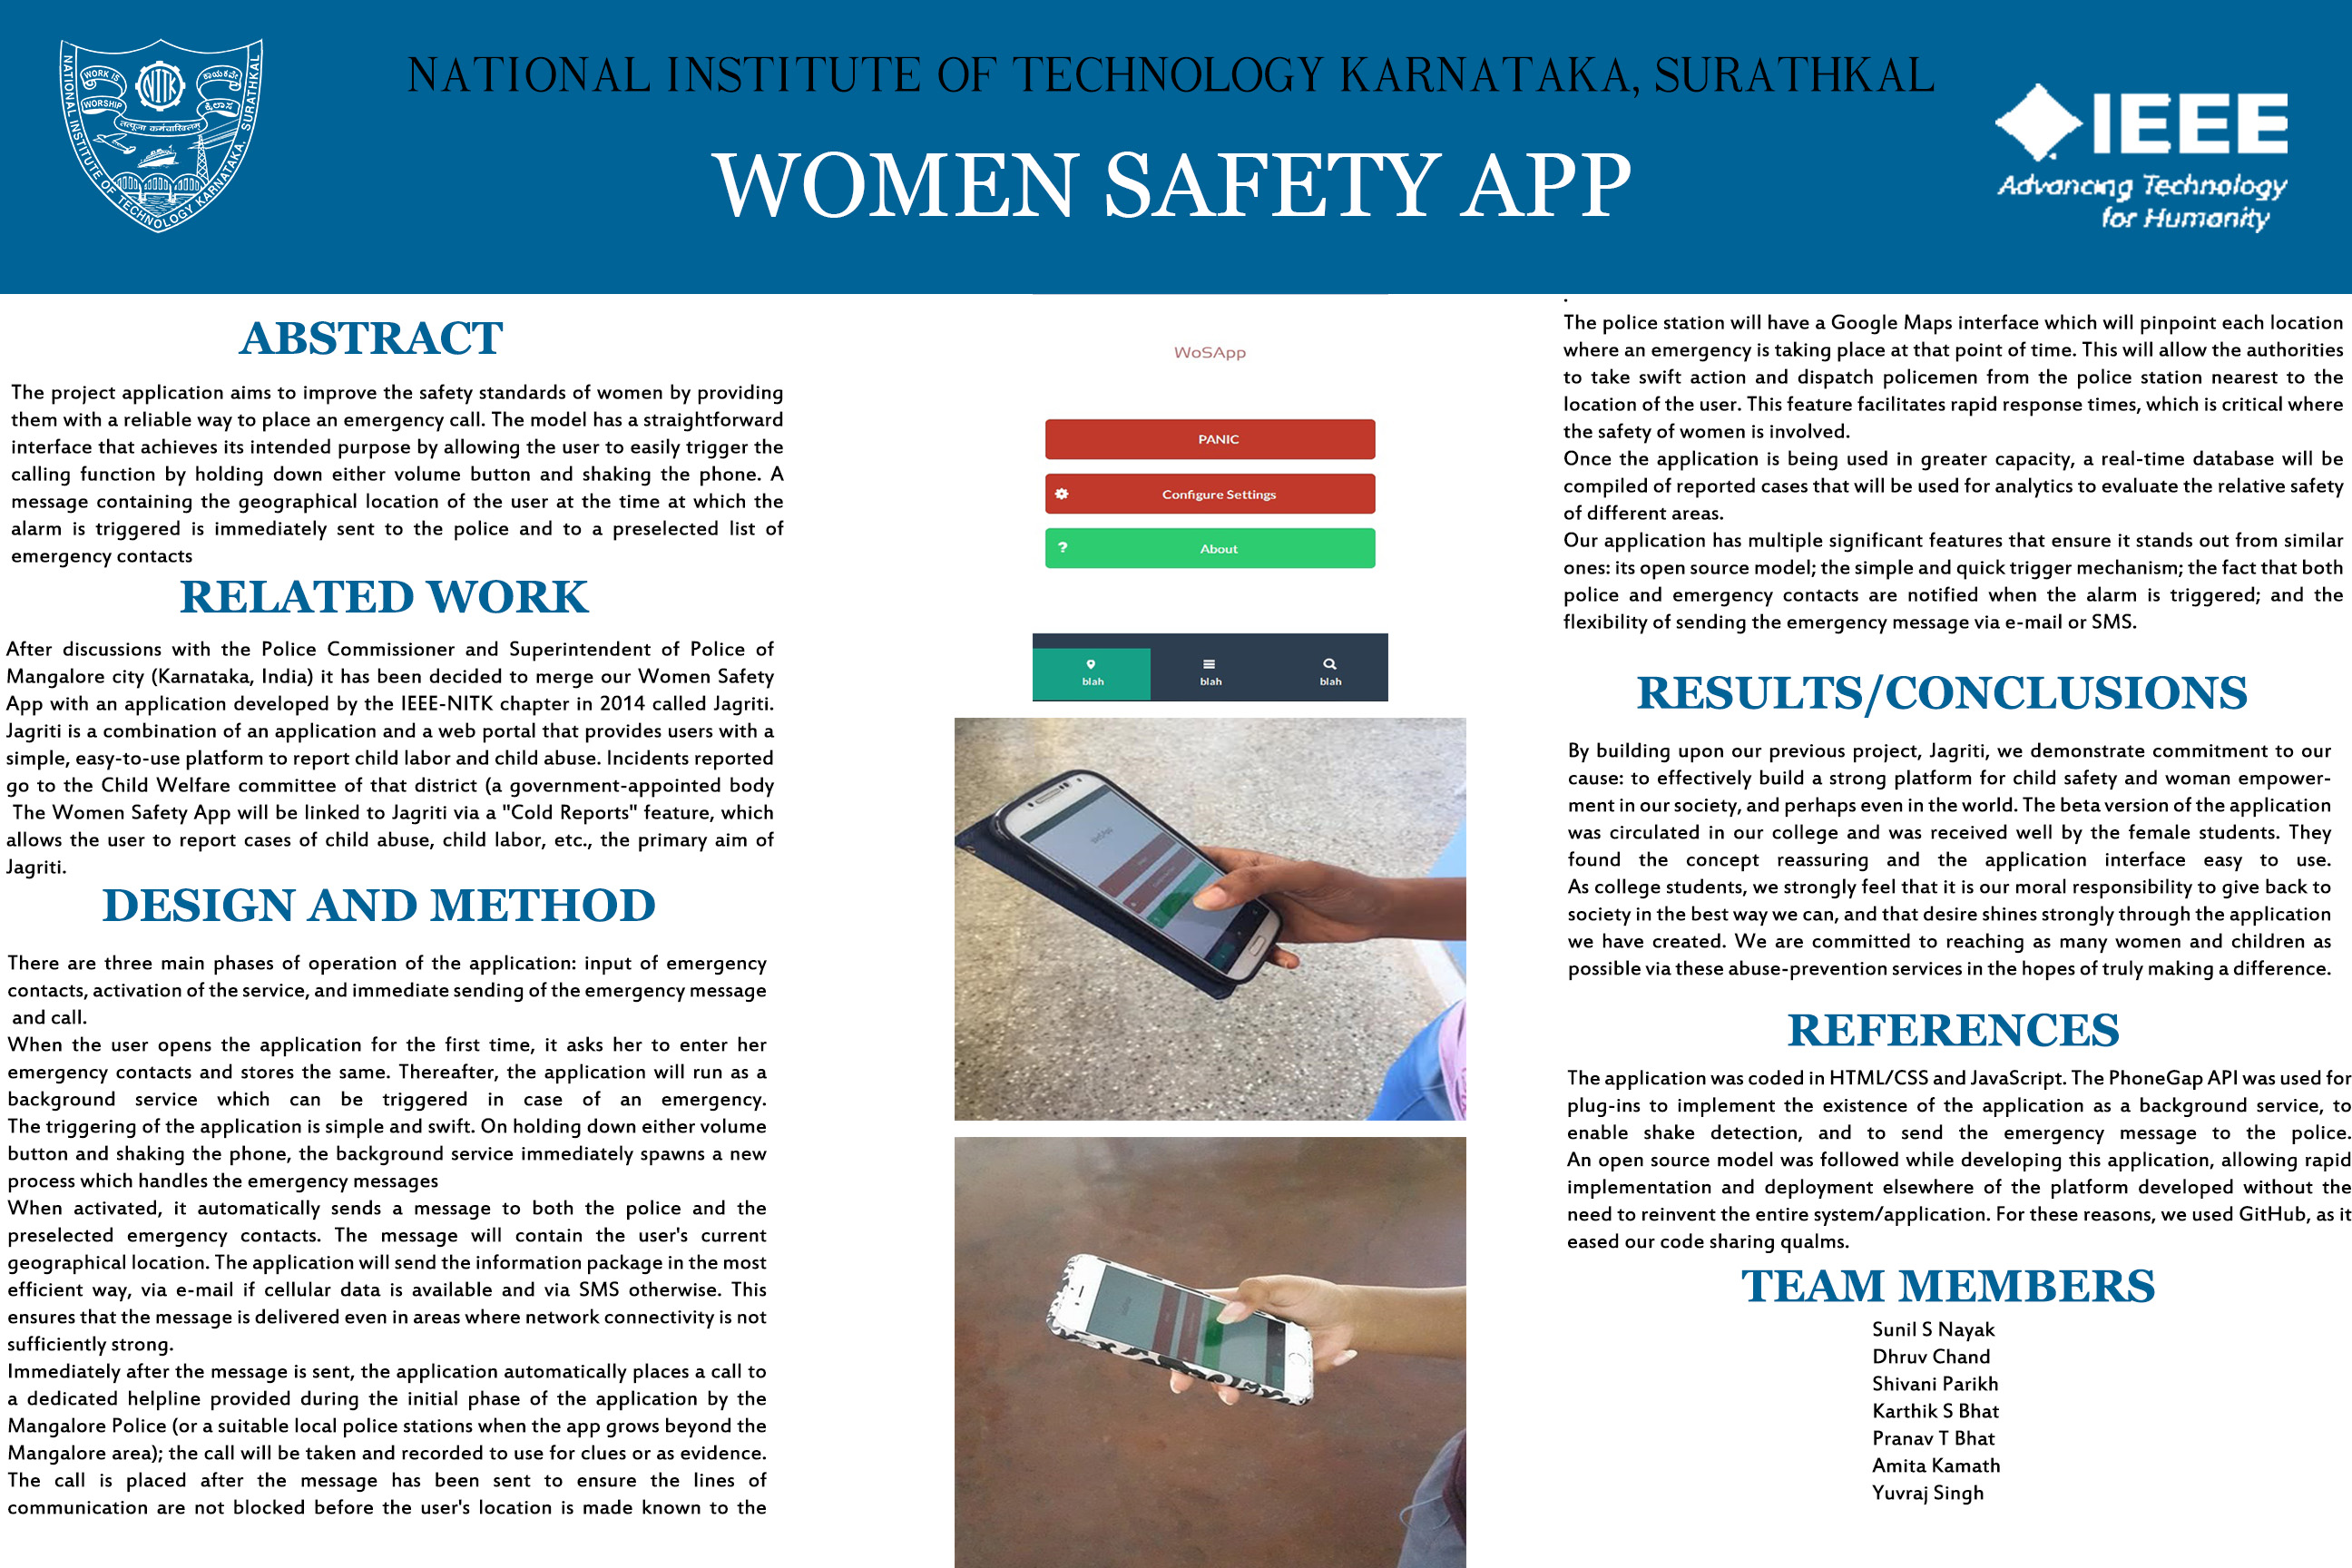 NATIONAL INSTITUTE OF TECHNOLOGY KARNATAKA, SURATHKAL
WORK IS
WORSHIP
NITK
ಕಾಯಕವೇ
ಕೈಲಾಸ
NATIONAL INSTITUTE OF TECHNOLOGY KARNATAKA, SURATHKAL
WOMEN SAFETY APP
IEEE
Advancing Technology
for Humanity
ABSTRACT
The project application aims to improve the safety standards of women by providing
them with a reliable way to place an emergency call. The model has a straightforward
interface that achieves its intended purpose by allowing the user to easily trigger the
calling function by holding down either volume button and shaking the phone. A
message containing the geographical location of the user at the time at which the
alarm is triggered is immediately sent to the police and to a preselected list of
emergency contacts
RELATED WORK
After discussions with the Police Commissioner and Superintendent of Police of
Mangalore city (Karnataka, India) it has been decided to merge our Women Safety
App with an application developed by the IEEE-NITK chapter in 2014 called Jagriti.
Jagriti is a combination of an application and a web portal that provides users with a
simple, easy-to-use platform to report child labor and child abuse. Incidents reported
go to the Child Welfare committee of that district (a government-appointed body
The Women Safety App will be linked to Jagriti via a "Cold Reports" feature, which
allows the user to report cases of child abuse, child labor, etc., the primary aim of
Jagriti.
DESIGN AND METHOD
There are three main phases of operation of the application: input of emergency
contacts, activation of the service, and immediate sending of the emergency message
and call.
When the user opens the application for the first time, it asks her to enter her
emergency contacts and stores the same. Thereafter, the application will run as a
background service which can be triggered in case of an emergency.
The triggering of the application is simple and swift. On holding down either volume
button and shaking the phone, the background service immediately spawns a new
process which handles the emergency messages
When activated, it automatically sends a message to both the police and the
preselected emergency contacts. The message will contain the user's current
geographical location. The application will send the information package in the most
efficient way, via e-mail if cellular data is available and via SMS otherwise. This
ensures that the message is delivered even in areas where network connectivity is not
sufficiently strong.
Immediately after the message is sent, the application automatically places a call to
a dedicated helpline provided during the initial phase of the application by the
Mangalore Police (or a suitable local police stations when the app grows beyond the
Mangalore area); the call will be taken and recorded to use for clues or as evidence.
The call is placed after the message has been sent to ensure the lines of
communication are not blocked before the user's location is made known to the
WoSApp
PANIC
Configure Settings
? About
blah blah blah
WoSApp
.
The police station will have a Google Maps interface which will pinpoint each location
where an emergency is taking place at that point of time. This will allow the authorities
to take swift action and dispatch policemen from the police station nearest to the
location of the user. This feature facilitates rapid response times, which is critical where
the safety of women is involved.
Once the application is being used in greater capacity, a real-time database will be
compiled of reported cases that will be used for analytics to evaluate the relative safety
of different areas.
Our application has multiple significant features that ensure it stands out from similar
ones: its open source model; the simple and quick trigger mechanism; the fact that both
police and emergency contacts are notified when the alarm is triggered; and the
flexibility of sending the emergency message via e-mail or SMS.
RESULTS/CONCLUSIONS
By building upon our previous project, Jagriti, we demonstrate commitment to our
cause: to effectively build a strong platform for child safety and woman empower-
ment in our society, and perhaps even in the world. The beta version of the application
was circulated in our college and was received well by the female students. They
found the concept reassuring and the application interface easy to use.
As college students, we strongly feel that it is our moral responsibility to give back to
society in the best way we can, and that desire shines strongly through the application
we have created. We are committed to reaching as many women and children as
possible via these abuse-prevention services in the hopes of truly making a difference.
REFERENCES
The application was coded in HTML/CSS and JavaScript. The PhoneGap API was used for
plug-ins to implement the existence of the application as a background service, to
enable shake detection, and to send the emergency message to the police.
An open source model was followed while developing this application, allowing rapid
implementation and deployment elsewhere of the platform developed without the
need to reinvent the entire system/application. For these reasons, we used GitHub, as it
eased our code sharing qualms.
TEAM MEMBERS
Sunil S Nayak
Dhruv Chand
Shivani Parikh
Karthik S Bhat
Pranav T Bhat
Amita Kamath
Yuvraj Singh